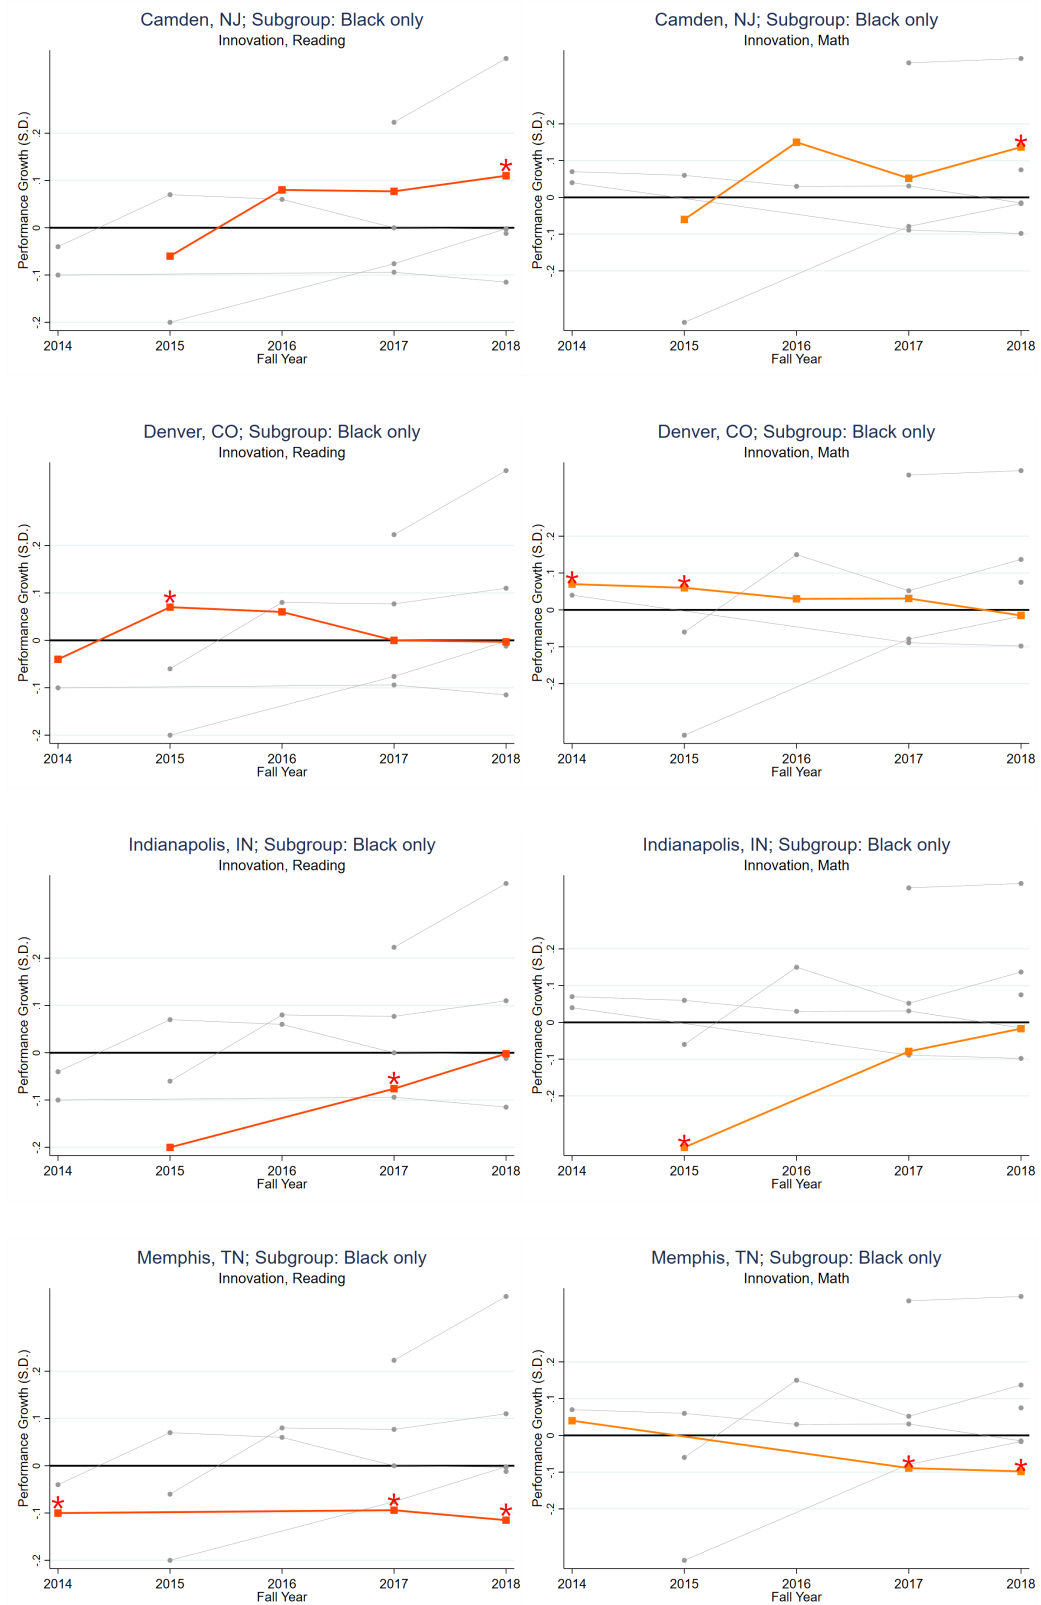 Camden, NJ; Subgroup: Black only
Innovation, Reading
Performance Growth (S.D.)
.2
.1
0
-.1
-.2
2014 2015 2016 2017 2018
Fall Year
Camden, NJ; Subgroup: Black only
Innovation, Math
Performance Growth (S.D.)
.2
.1
0
-.1
-.2
2014 2015 2016 2017 2018
Fall Year
Denver, CO; Subgroup: Black only
Innovation, Reading
Performance Growth (S.D.)
.2
.1
0
-.1
-.2
2014 2015 2016 2017 2018
Fall Year
Denver, CO; Subgroup: Black only
Innovation, Math
Performance Growth (S.D.)
.2
.1
0
-.1
-.2
2014 2015 2016 2017 2018
Fall Year
Indianapolis, IN; Subgroup: Black only
Innovation, Reading
Performance Growth (S.D.)
.2
.1
0
-.1
-.2
2014 2015 2016 2017 2018
Fall Year
Indianapolis, IN; Subgroup: Black only
Innovation, Math
Performance Growth (S.D.)
.2
.1
0
-.1
-.2
2014 2015 2016 2017 2018
Fall Year
Memphis, TN; Subgroup: Black only
Innovation, Reading
Performance Growth (S.D.)
.2
.1
0
-.1
-.2
2014 2015 2016 2017 2018
Fall Year
Memphis, TN; Subgroup: Black only
Innovation, Math
Performance Growth (S.D.)
.2
.1
0
-.1
-.2
2014 2015 2016 2017 2018
Fall Year